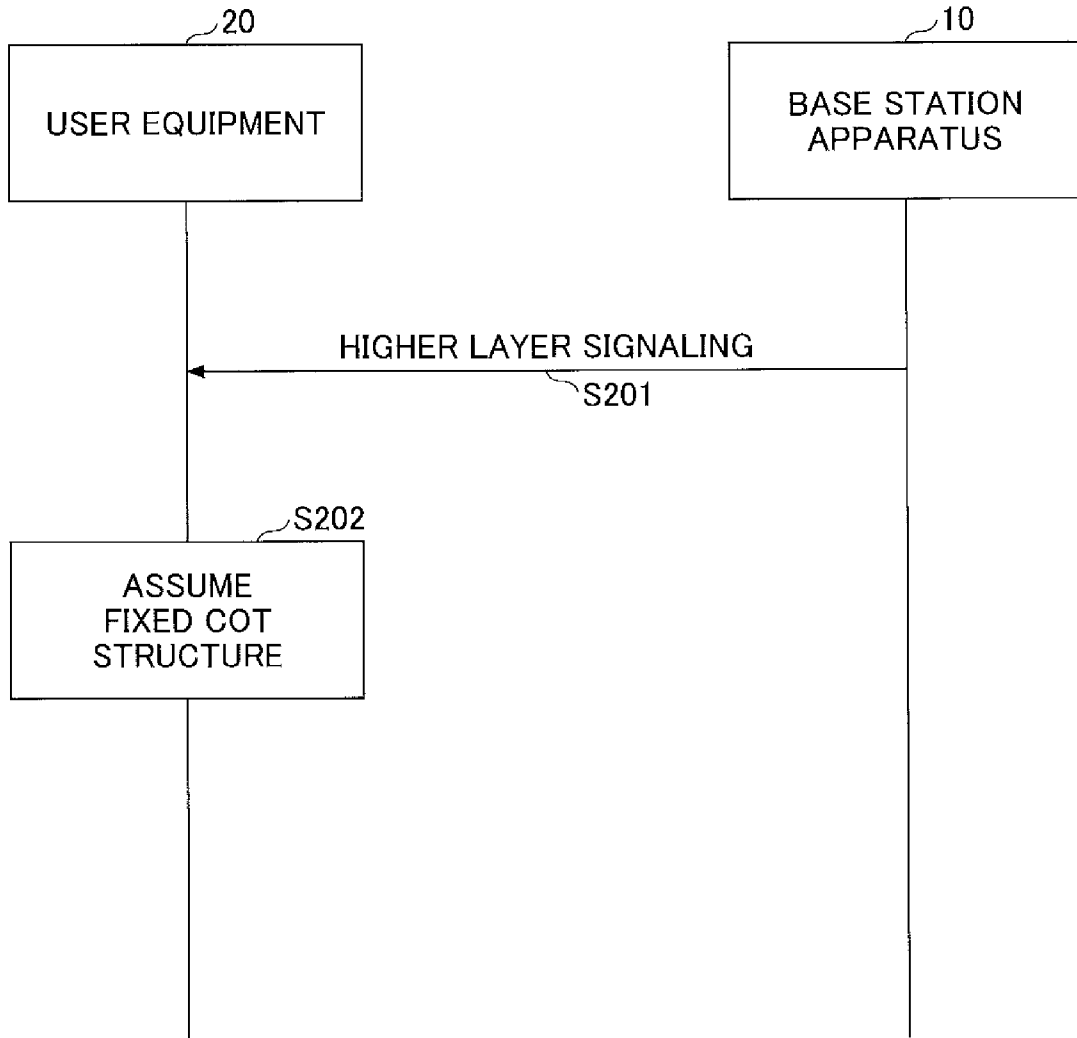 20
10
USER EQUIPMENT
BASE STATION
APPARATUS
HIGHER LAYER SIGNALING
S201
S202
ASSUME
FIXED COT
STRUCTURE